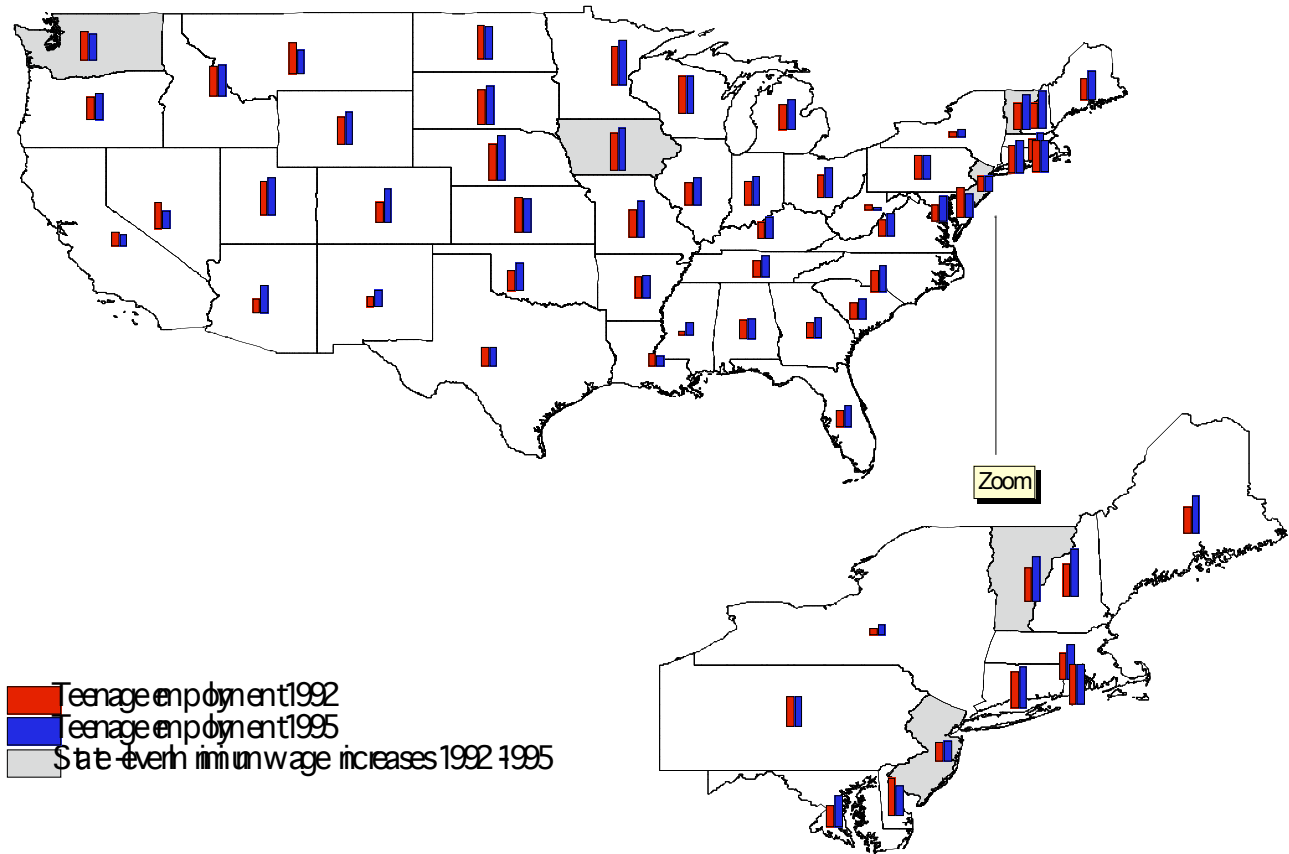 Zoom
Teenage employment 1992
Teenage employment 1995
State-level minimum wage increases 1992-1995